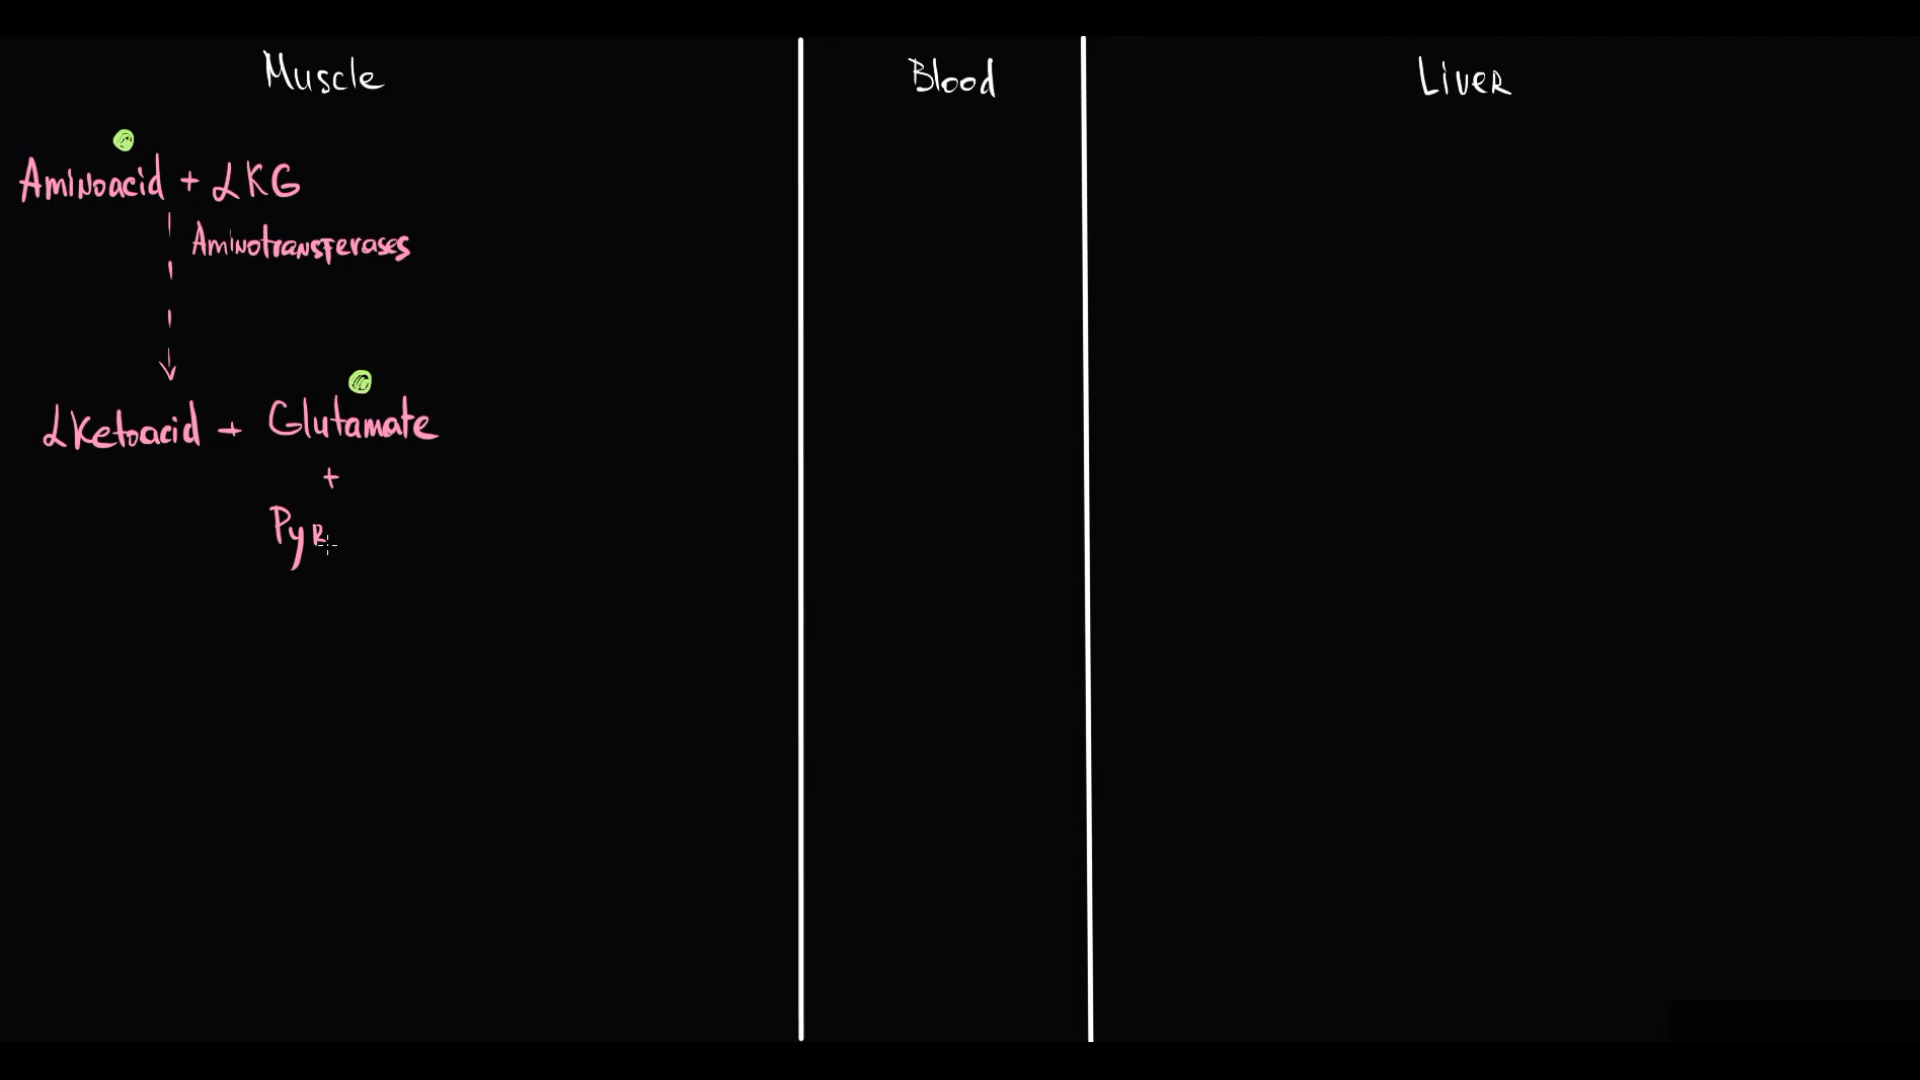 Muscle
Blood
Liver
Aminoacid + αKG
Aminotransferases
αKetoacid + Glutamate
+
Pyr